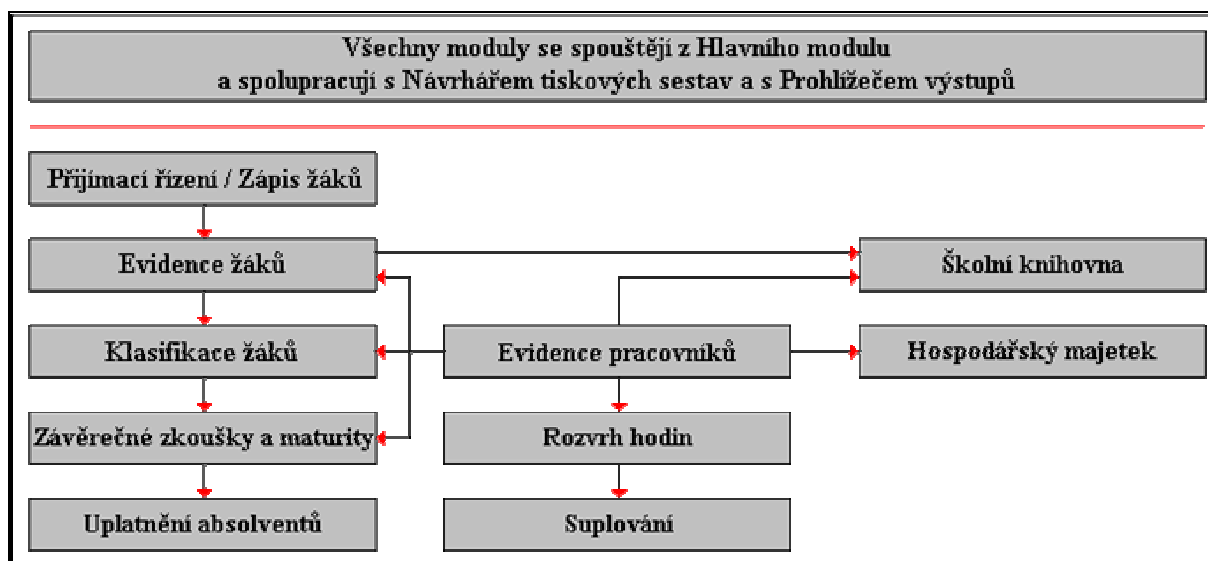 Všechny moduly se spouštějí z Hlavního modulu
a spolupracují s Návrhářem tiskových sestav a s Prohlížečem výstupů
Přijímací řízení / Zápis žáků
Evidence žáků
Školní knihovna
Klasifikace žáků
Evidence pracovníků
Hospodářský majetek
Závěrečné zkoušky a maturity
Rozvrh hodin
Uplatnění absolventů
Suplování